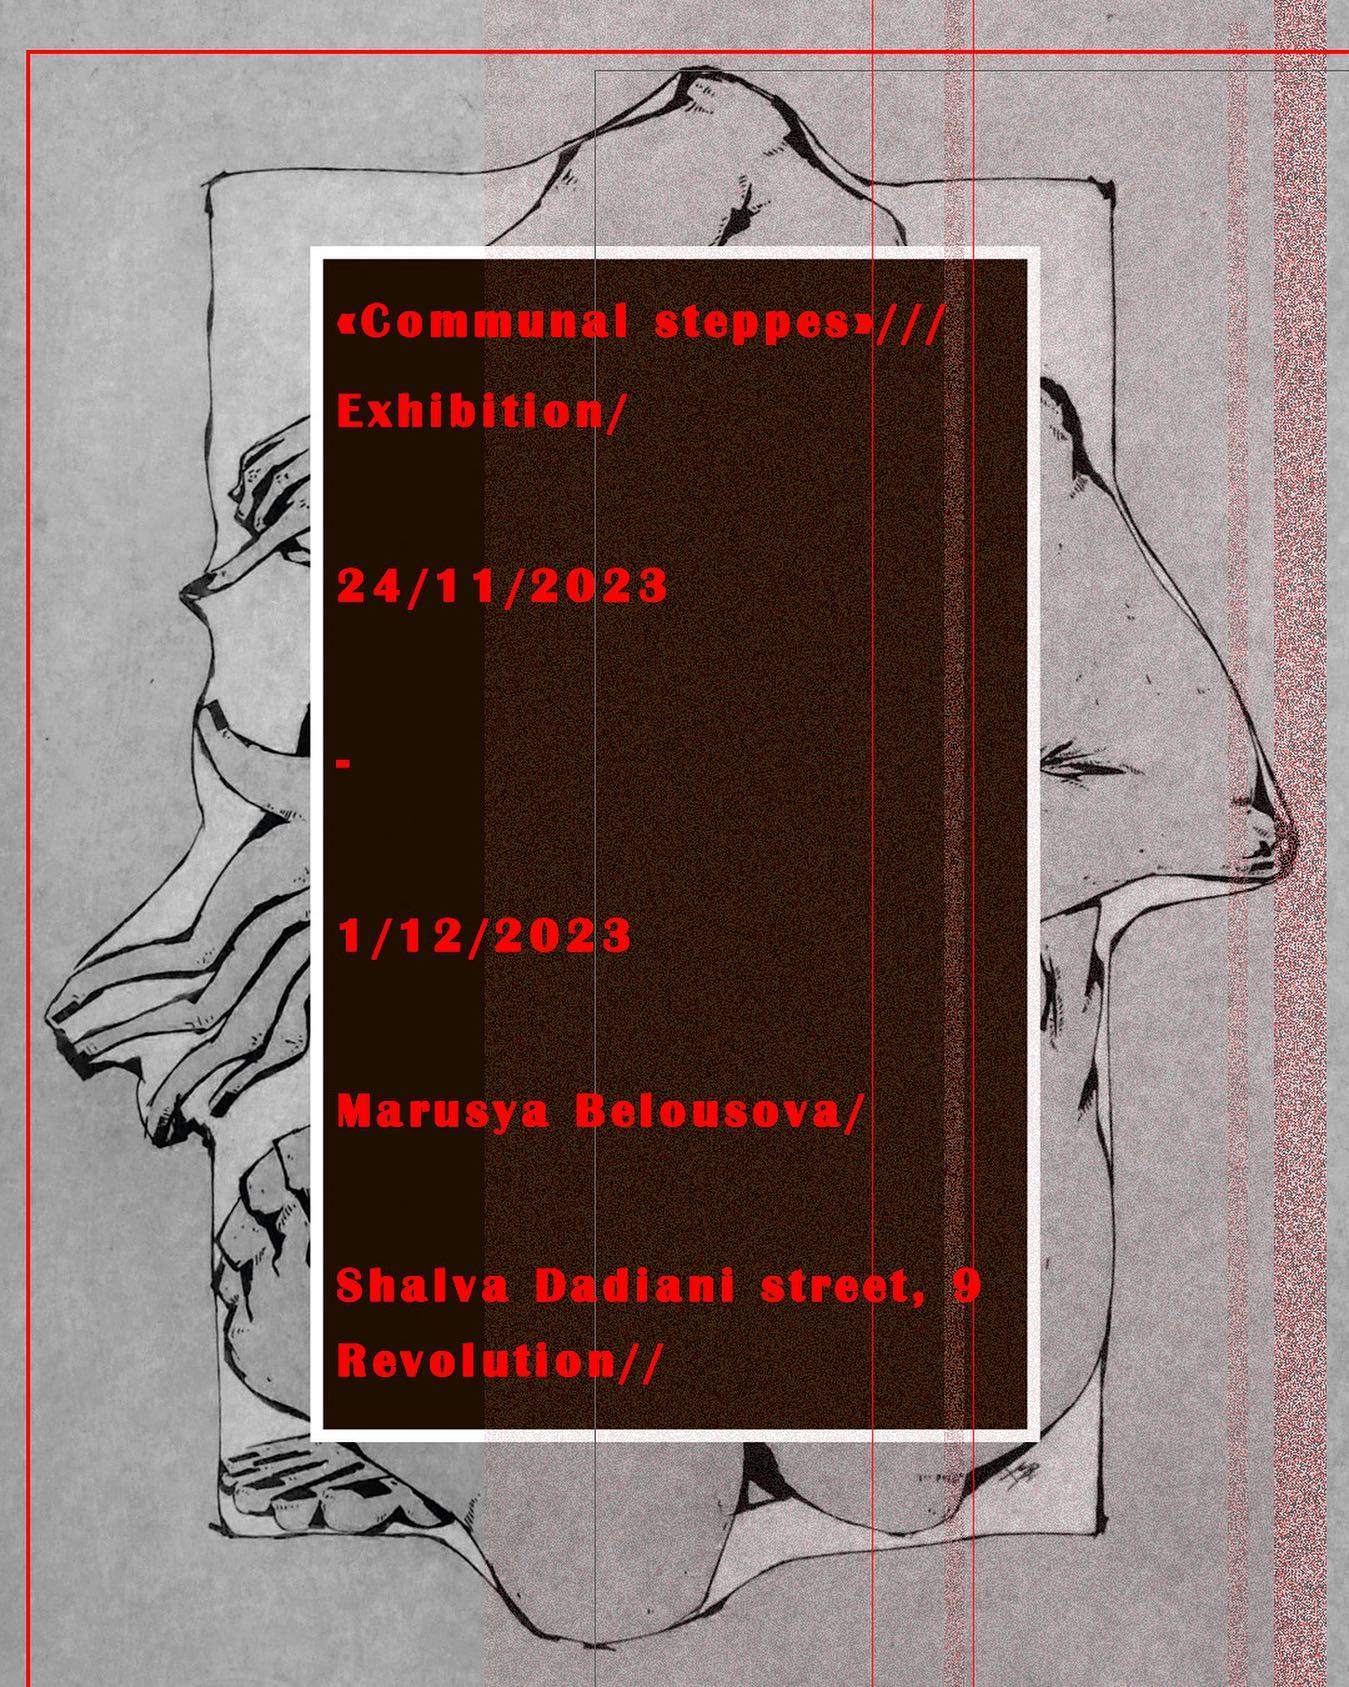 «Communal steppes»///
Exhibition/
24/11/2023
-
1/12/2023
Marusya Belousova/
Shalva Dadiani street, 9
Revolution//